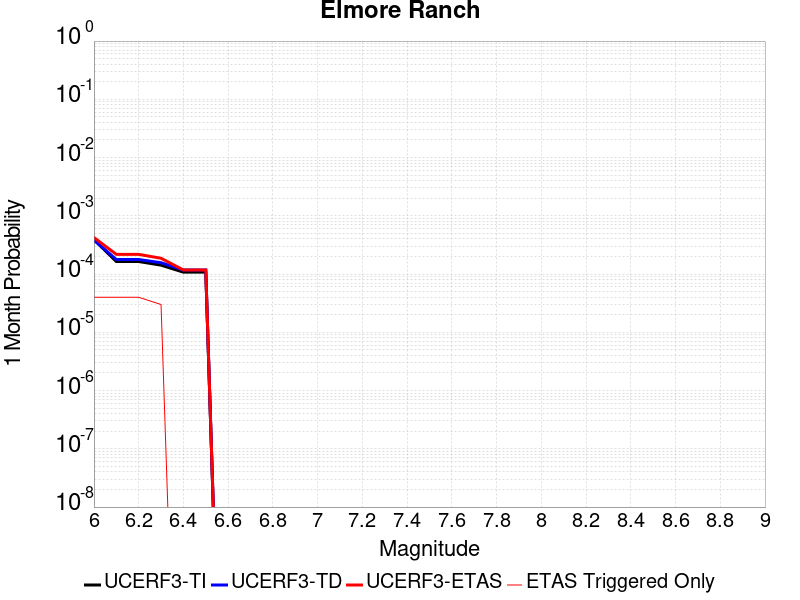 Elmore Ranch
10^0
10^-1
10^-2
10^-3
10^-4
10^-5
10^-6
10^-7
10^-8
1 Month Probability
6 6.2 6.4 6.6 6.8 7 7.2 7.4 7.6 7.8 8 8.2 8.4 8.6 8.8 9
Magnitude
UCERF3-TI UCERF3-TD UCERF3-ETAS ETAS Triggered Only